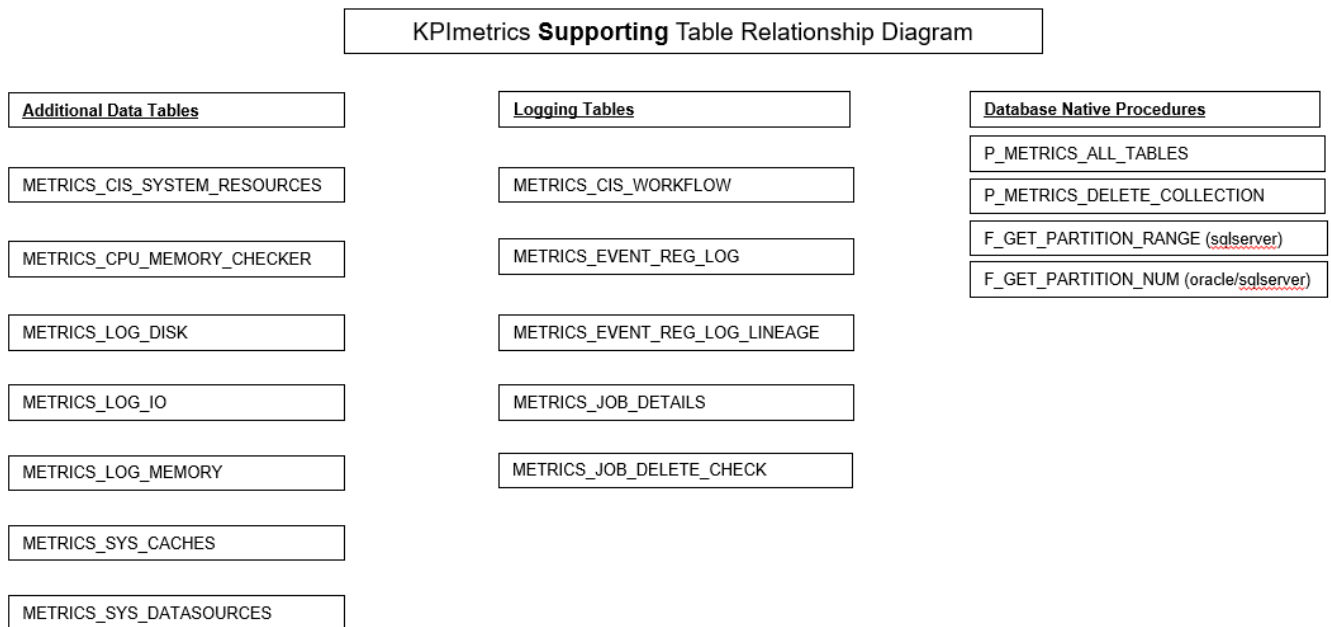 KPImetrics Supporting Table Relationship Diagram
Additional Data Tables
METRICS_CIS_SYSTEM_RESOURCES
METRICS_CPU_MEMORY_CHECKER
METRICS_LOG_DISK
METRICS_LOG_IO
METRICS_LOG_MEMORY
METRICS_SYS_CACHES
METRICS_SYS_DATASOURCES
Logging Tables
METRICS_CIS_WORKFLOW
METRICS_EVENT_REG_LOG
METRICS_EVENT_REG_LOG_LINEAGE
METRICS_JOB_DETAILS
METRICS_JOB_DELETE_CHECK
Database Native Procedures
P_METRICS_ALL_TABLES
P_METRICS_DELETE_COLLECTION
F_GET_PARTITION_RANGE (sqlserver)
F_GET_PARTITION_NUM (oracle/sqlserver)